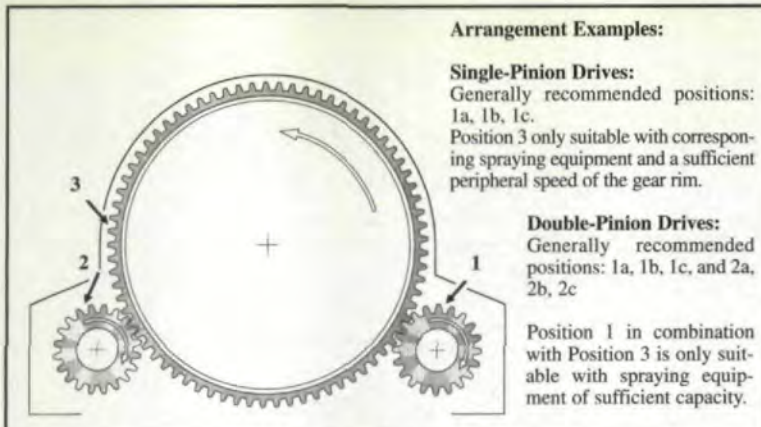 Arrangement Examples:
Single-Pinion Drives:
Generally recommended positions:
1a, 1b, 1c.
Position 3 only suitable with correspon-
ing spraying equipment and a sufficient
peripheral speed of the gear rim.
3
2
1
Double-Pinion Drives:
Generally recommended
positions: 1a, 1b, 1c, and 2a,
2b, 2c
Position 1 in combination
with Position 3 is only suit-
able with spraying equip-
ment of sufficient capacity.